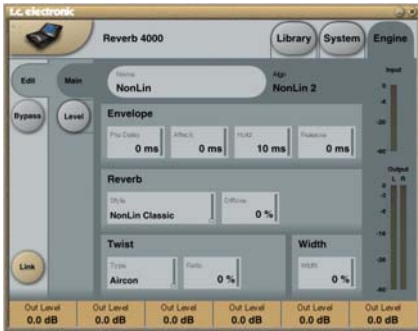 t.c. electronic
Reverb 4000
Library System Engine
Edit Main Name Algo Input
NonLin NonLin 2
Bypass Level Envelope
Pre Delay Attack Hold Release
0 ms 0 ms 10 ms 0 ms
Reverb
Output
L R
Style Diffuse
NonLin Classic 0 %
Twist Width
Type Ratio Width
Link Aircon 0 % 0 %
Out Level Out Level Out Level Out Level Out Level Out Level
0.0 dB 0.0 dB 0.0 dB 0.0 dB 0.0 dB 0.0 dB